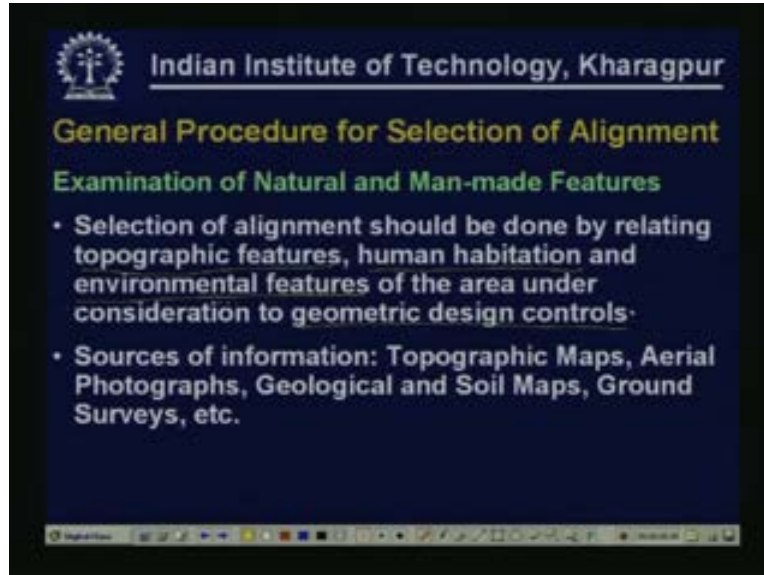 Indian Institute of Technology, Kharagpur
General Procedure for Selection of Alignment
Examination of Natural and Man-made Features
• Selection of alignment should be done by relating
topographic features, human habitation and
environmental features of the area under
consideration to geometric design controls.
• Sources of information: Topographic Maps, Aerial
Photographs, Geological and Soil Maps, Ground
Surveys, etc.